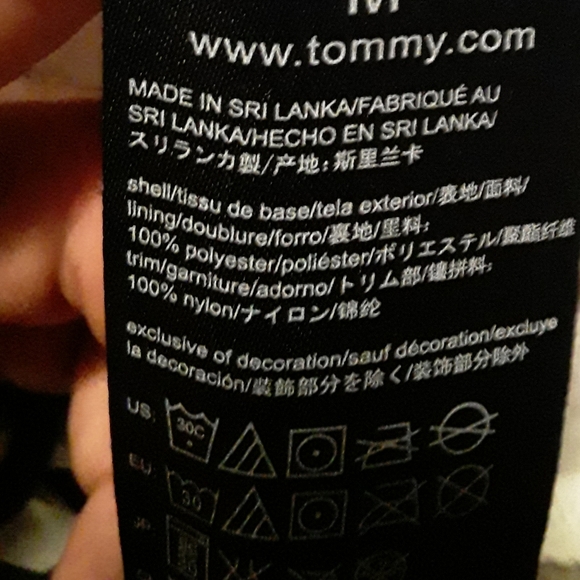 M
www.tommy.com
MADE IN SRI LANKA/FABRIQUÉ AU
SRI LANKA/HECHO EN SRI LANKA/
スリランカ製/产地:斯里兰卡
shell/tissu de base/tela exterior/表地/面料/
lining/doublure/forro/裏地/里料:
100% polyester/poliéster/ポリエステル/聚酯纤维
trim/garniture/adorno/トリム部/镶拼料:
100% nylon/ナイロン/锦纶
exclusive of decoration/sauf décoration/excluye
la decoración/装飾部分を除く/装饰部分除外
US: 30C
EU: 30
JP: